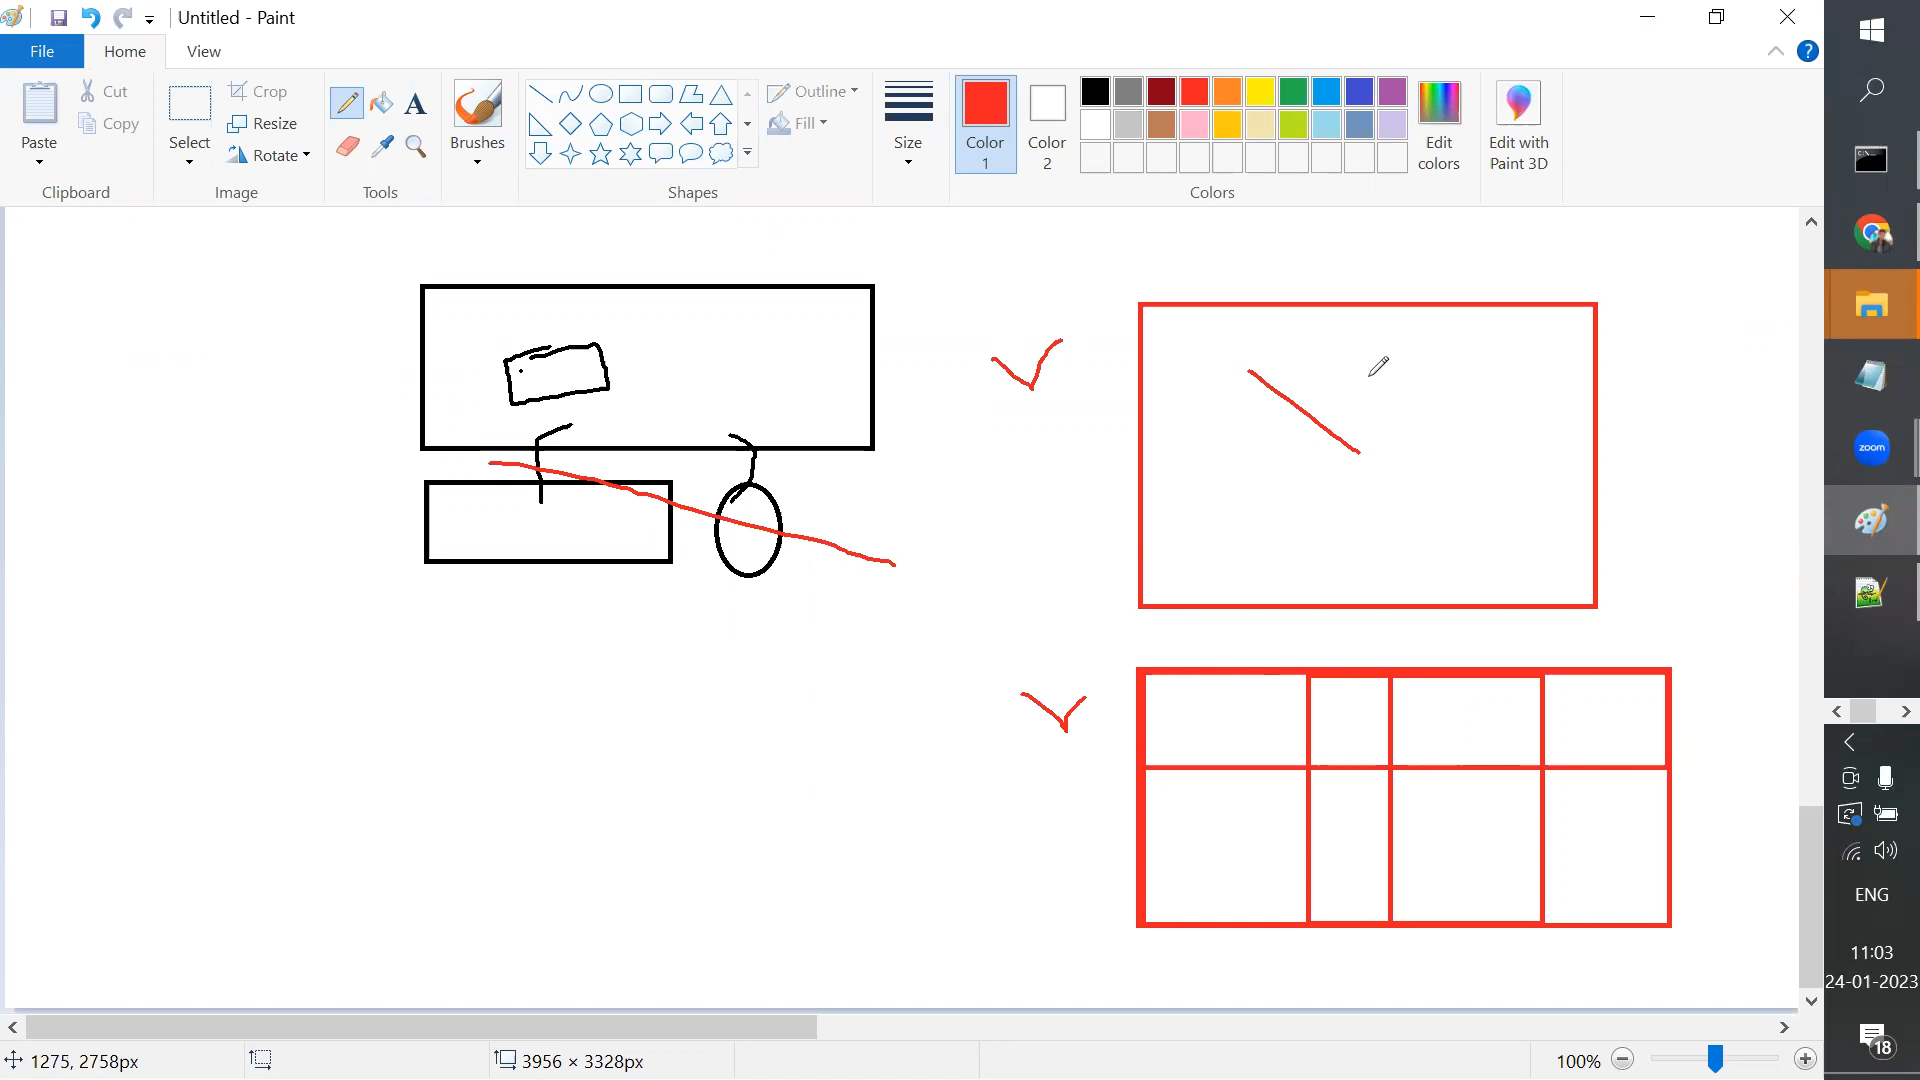 Untitled - Paint
File Home View
Paste
Cut
Copy
Clipboard
Select
Crop
Resize
Rotate
Image
A
Tools
Brushes
Outline
Fill
Shapes
Size
Color
1
Color
2
Edit
colors
Colors
Edit with
Paint 3D
?
zoom
ENG
11:03
24-01-2023
18
1275, 2758px
3956 × 3328px
100%